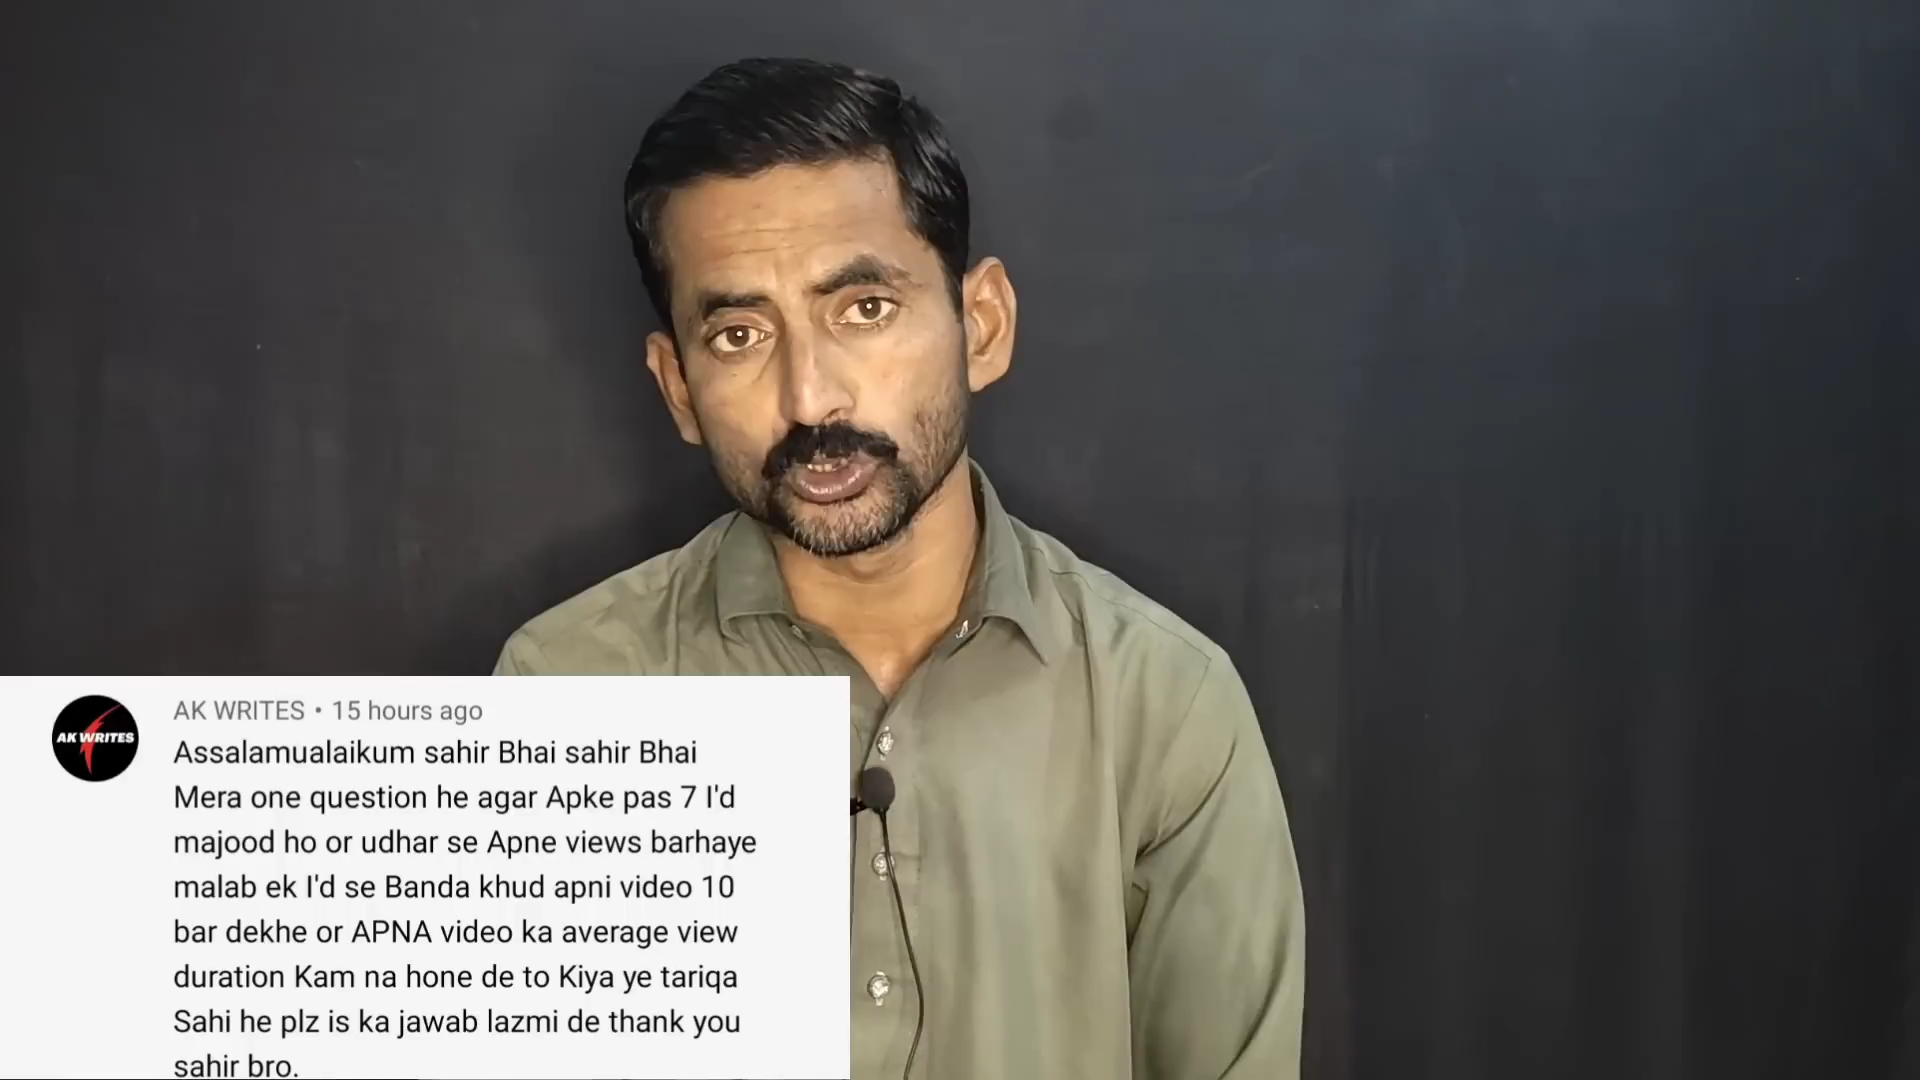 AK WRITES • 15 hours ago
AK WRITES
Assalamualaikum sahir Bhai sahir Bhai
Mera one question he agar Apke pas 7 I'd
majood ho or udhar se Apne views barhaye
malab ek I'd se Banda khud apni video 10
bar dekhe or APNA video ka average view
duration Kam na hone de to Kiya ye tariqa
Sahi he plz is ka jawab lazmi de thank you
sahir bro.